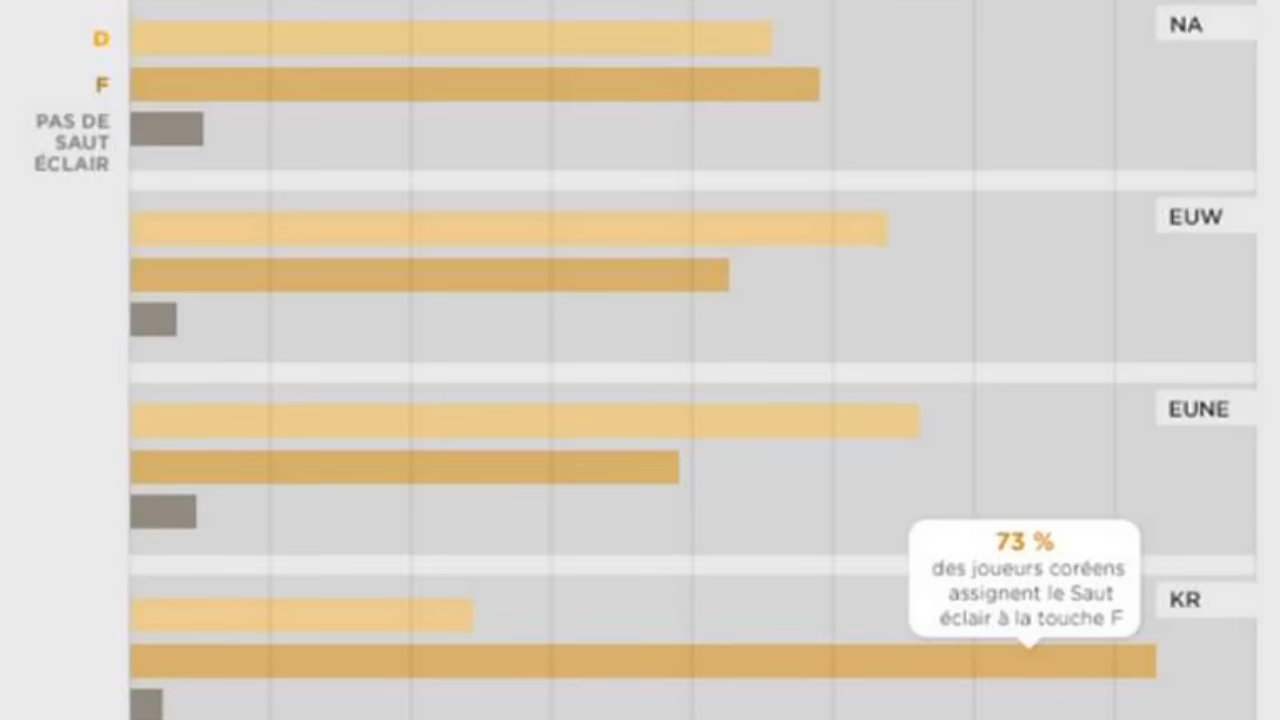 NA
D
F
PAS DE
SAUT
ÉCLAIR
EUW
EUNE
73 %
des joueurs coréens
assignent le Saut
éclair à la touche F
KR